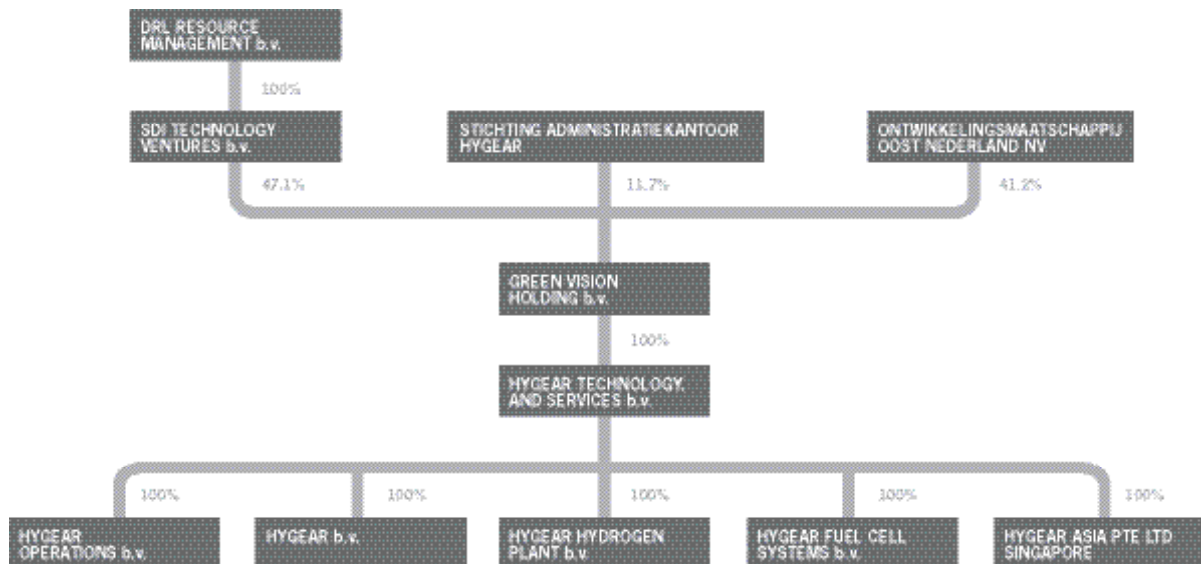 DRL RESOURCE
MANAGEMENT b.v.
100%
SDI TECHNOLOGY
VENTURES b.v.
STICHTING ADMINISTRATIEKANTOOR
HYGEAR
ONTWIKKELINGSMAATSCHAPPIJ
OOST NEDERLAND NV
47.1%
11.7%
41.2%
GREEN VISION
HOLDING b.v.
100%
HYGEAR TECHNOLOGY
AND SERVICES b.v.
100%
100%
100%
100%
100%
HYGEAR
OPERATIONS b.v.
HYGEAR b.v.
HYGEAR HYDROGEN
PLANT b.v.
HYGEAR FUEL CELL
SYSTEMS b.v.
HYGEAR ASIA PTE LTD
SINGAPORE